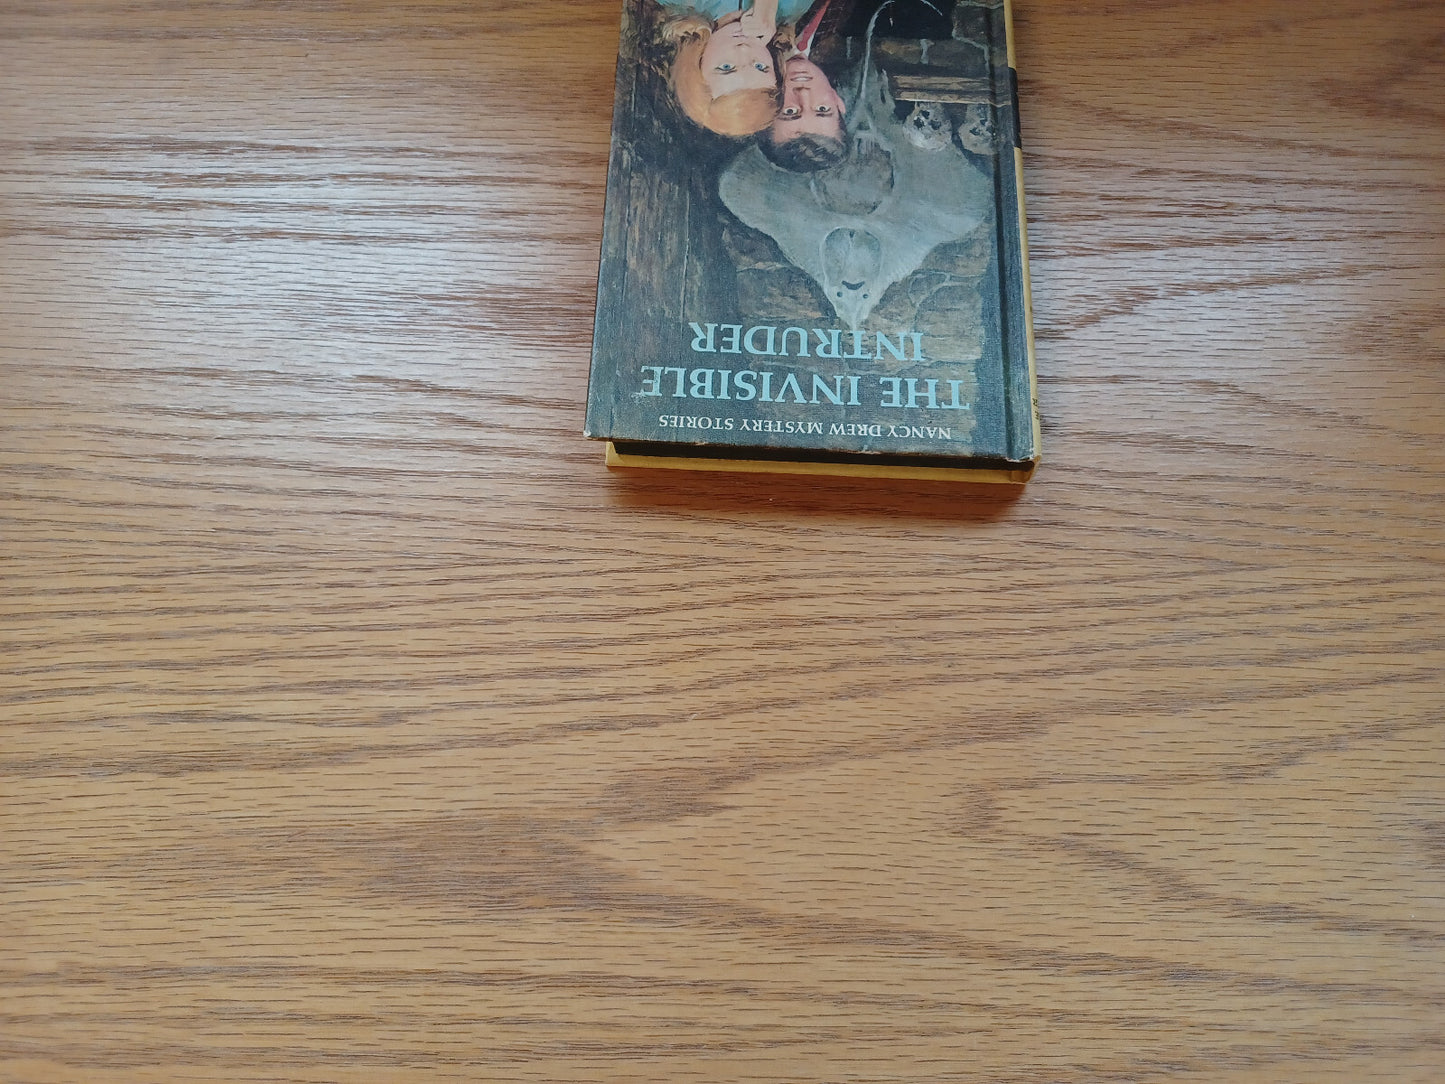 NANCY DREW MYSTERY STORIES
THE INVISIBLE
INTRUDER